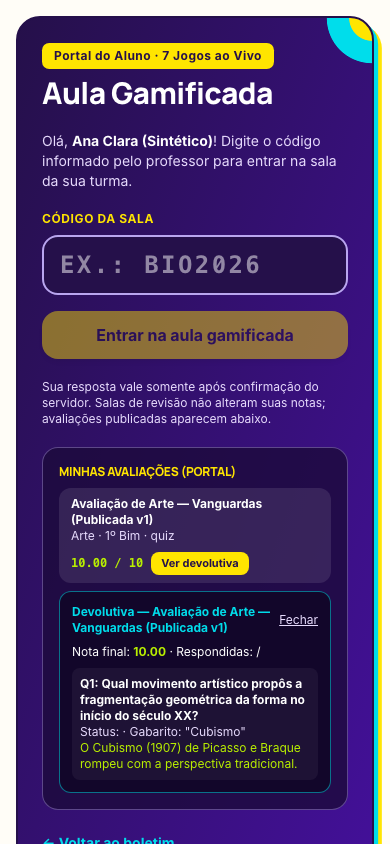 Portal do Aluno · 7 Jogos ao Vivo
Aula Gamificada
Olá, Ana Clara (Sintético)! Digite o código
informado pelo professor para entrar na sala
da sua turma.
CÓDIGO DA SALA
EX.: BIO2026
Entrar na aula gamificada
Sua resposta vale somente após confirmação do
servidor. Salas de revisão não alteram suas notas;
avaliações publicadas aparecem abaixo.
MINHAS AVALIAÇÕES (PORTAL)
Avaliação de Arte — Vanguardas
(Publicada v1)
Arte · 1º Bim · quiz
10.00 / 10 Ver devolutiva
Devolutiva — Avaliação de Arte —
Vanguardas (Publicada v1)
Fechar
Nota final: 10.00 · Respondidas: /
Q1: Qual movimento artístico propôs a
fragmentação geométrica da forma no
início do século XX?
Status: · Gabarito: "Cubismo"
O Cubismo (1907) de Picasso e Braque
rompeu com a perspectiva tradicional.
← Voltar ao boletim